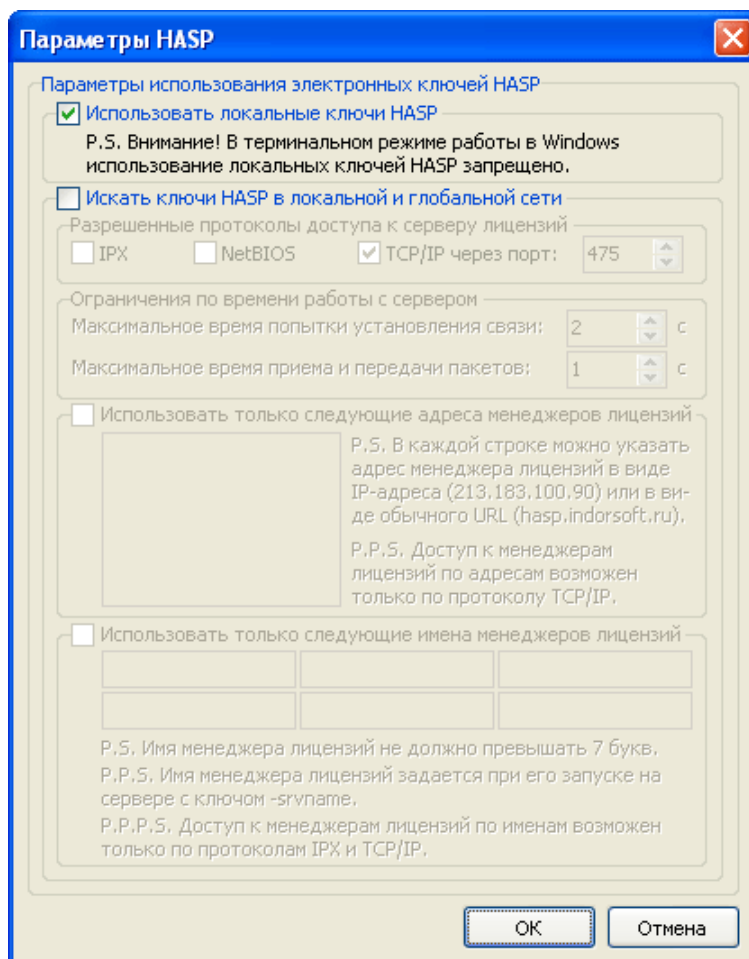 Параметры HASP
Параметры использования электронных ключей HASP
Использовать локальные ключи HASP
P.S. Внимание! В терминальном режиме работы в Windows
использование локальных ключей HASP запрещено.
Искать ключи HASP в локальной и глобальной сети
Разрешенные протоколы доступа к серверу лицензий
IPX NetBIOS TCP/IP через порт: 475
Ограничения по времени работы с сервером
Максимальное время попытки установления связи: 2 с
Максимальное время приема и передачи пакетов: 1 с
Использовать только следующие адреса менеджеров лицензий
P.S. В каждой строке можно указать
адрес менеджера лицензий в виде
IP-адреса (213.183.100.90) или в ви-
де обычного URL (hasp.indorsoft.ru).
P.P.S. Доступ к менеджерам
лицензий по адресам возможен
только по протоколу TCP/IP.
Использовать только следующие имена менеджеров лицензий
P.S. Имя менеджера лицензий не должно превышать 7 букв.
P.P.S. Имя менеджера лицензий задается при его запуске на
сервере с ключом -srvname.
P.P.P.S. Доступ к менеджерам лицензий по именам возможен
только по протоколам IPX и TCP/IP.
ОК Отмена